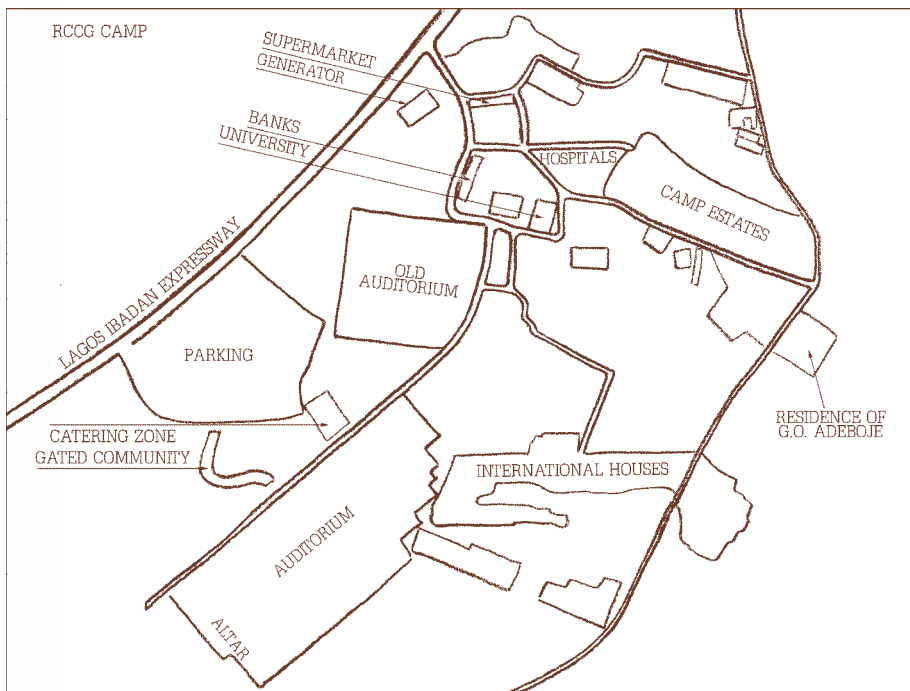 RCCG CAMP
SUPERMARKET
GENERATOR
BANKS
UNIVERSITY
HOSPITALS
CAMP ESTATES
LAGOS IBADAN EXPRESSWAY
OLD
AUDITORIUM
PARKING
RESIDENCE OF
G.O. ADEBOJE
CATERING ZONE
GATED COMMUNITY
INTERNATIONAL HOUSES
AUDITORIUM
ALTAR